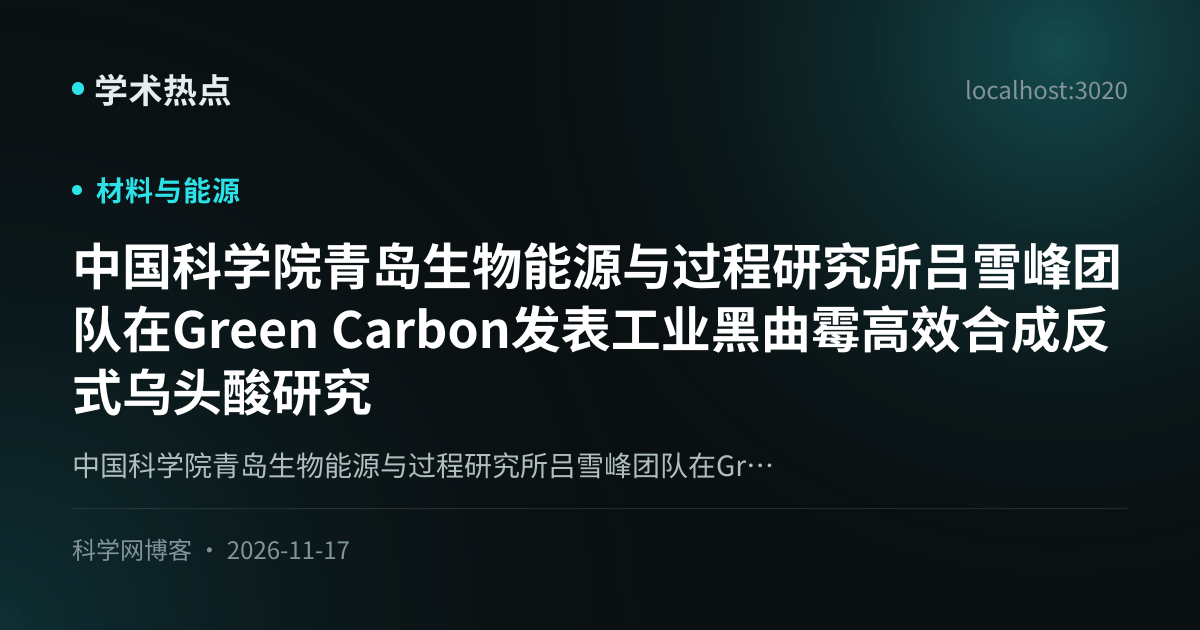 学术热点
localhost:3020
材料与能源
中国科学院青岛生物能源与过程研究所吕雪峰团
队在Green Carbon发表工业黑曲霉高效合成反
式乌头酸研究
中国科学院青岛生物能源与过程研究所吕雪峰团队在Gr…
科学网博客 · 2026-11-17